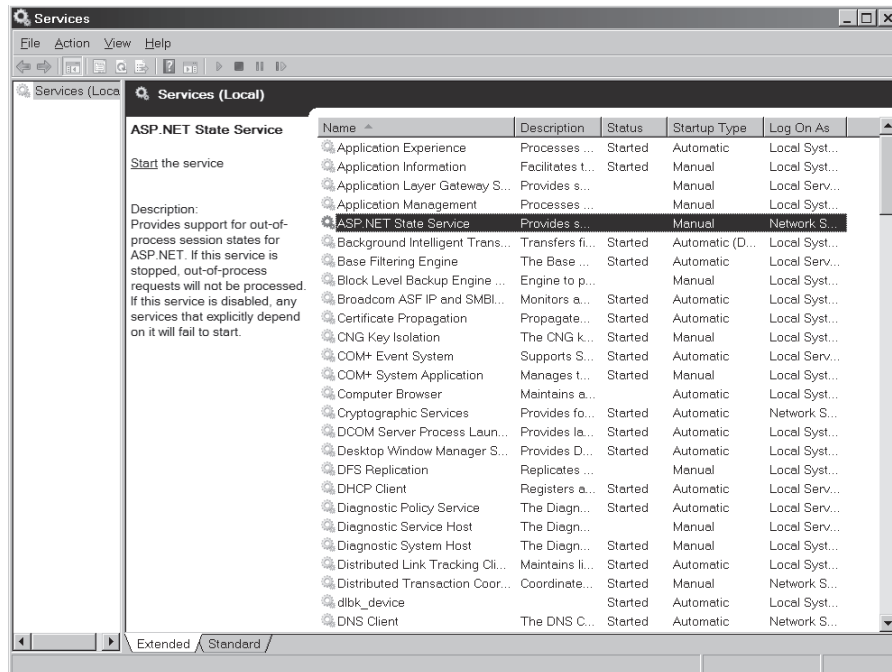 Services
File Action View Help
Services (Loca
Services (Local)
ASP.NET State Service
Start the service
Description:
Provides support for out-of-
process session states for
ASP.NET. If this service is
stopped, out-of-process
requests will not be processed.
If this service is disabled, any
services that explicitly depend
on it will fail to start.
Name Description Status Startup Type Log On As
Application Experience Processes ... Started Automatic Local Syst...
Application Information Facilitates t... Started Manual Local Syst...
Application Layer Gateway S... Provides s... Manual Local Serv...
Application Management Processes ... Manual Local Syst...
ASP.NET State Service Provides s... Manual Network S...
Background Intelligent Trans... Transfers fi... Started Automatic (D... Local Syst...
Base Filtering Engine The Base ... Started Automatic Local Serv...
Block Level Backup Engine ... Engine to p... Manual Local Syst...
Broadcom ASF IP and SMBI... Monitors a... Started Automatic Local Syst...
Certificate Propagation Propagate... Started Automatic Local Syst...
CNG Key Isolation The CNG k... Started Manual Local Syst...
COM+ Event System Supports S... Started Automatic Local Serv...
COM+ System Application Manages t... Started Manual Local Syst...
Computer Browser Maintains a... Automatic Local Syst...
Cryptographic Services Provides fo... Started Automatic Network S...
DCOM Server Process Laun... Provides la... Started Automatic Local Syst...
Desktop Window Manager S... Provides D... Started Automatic Local Syst...
DFS Replication Replicates ... Manual Local Syst...
DHCP Client Registers a... Started Automatic Local Serv...
Diagnostic Policy Service The Diagn... Started Automatic Local Serv...
Diagnostic Service Host The Diagn... Manual Local Serv...
Diagnostic System Host The Diagn... Started Manual Local Syst...
Distributed Link Tracking Cli... Maintains li... Started Automatic Local Syst...
Distributed Transaction Coor... Coordinate... Started Manual Network S...
dlbk_device Started Automatic Local Syst...
DNS Client The DNS C... Started Automatic Network S...
Extended Standard